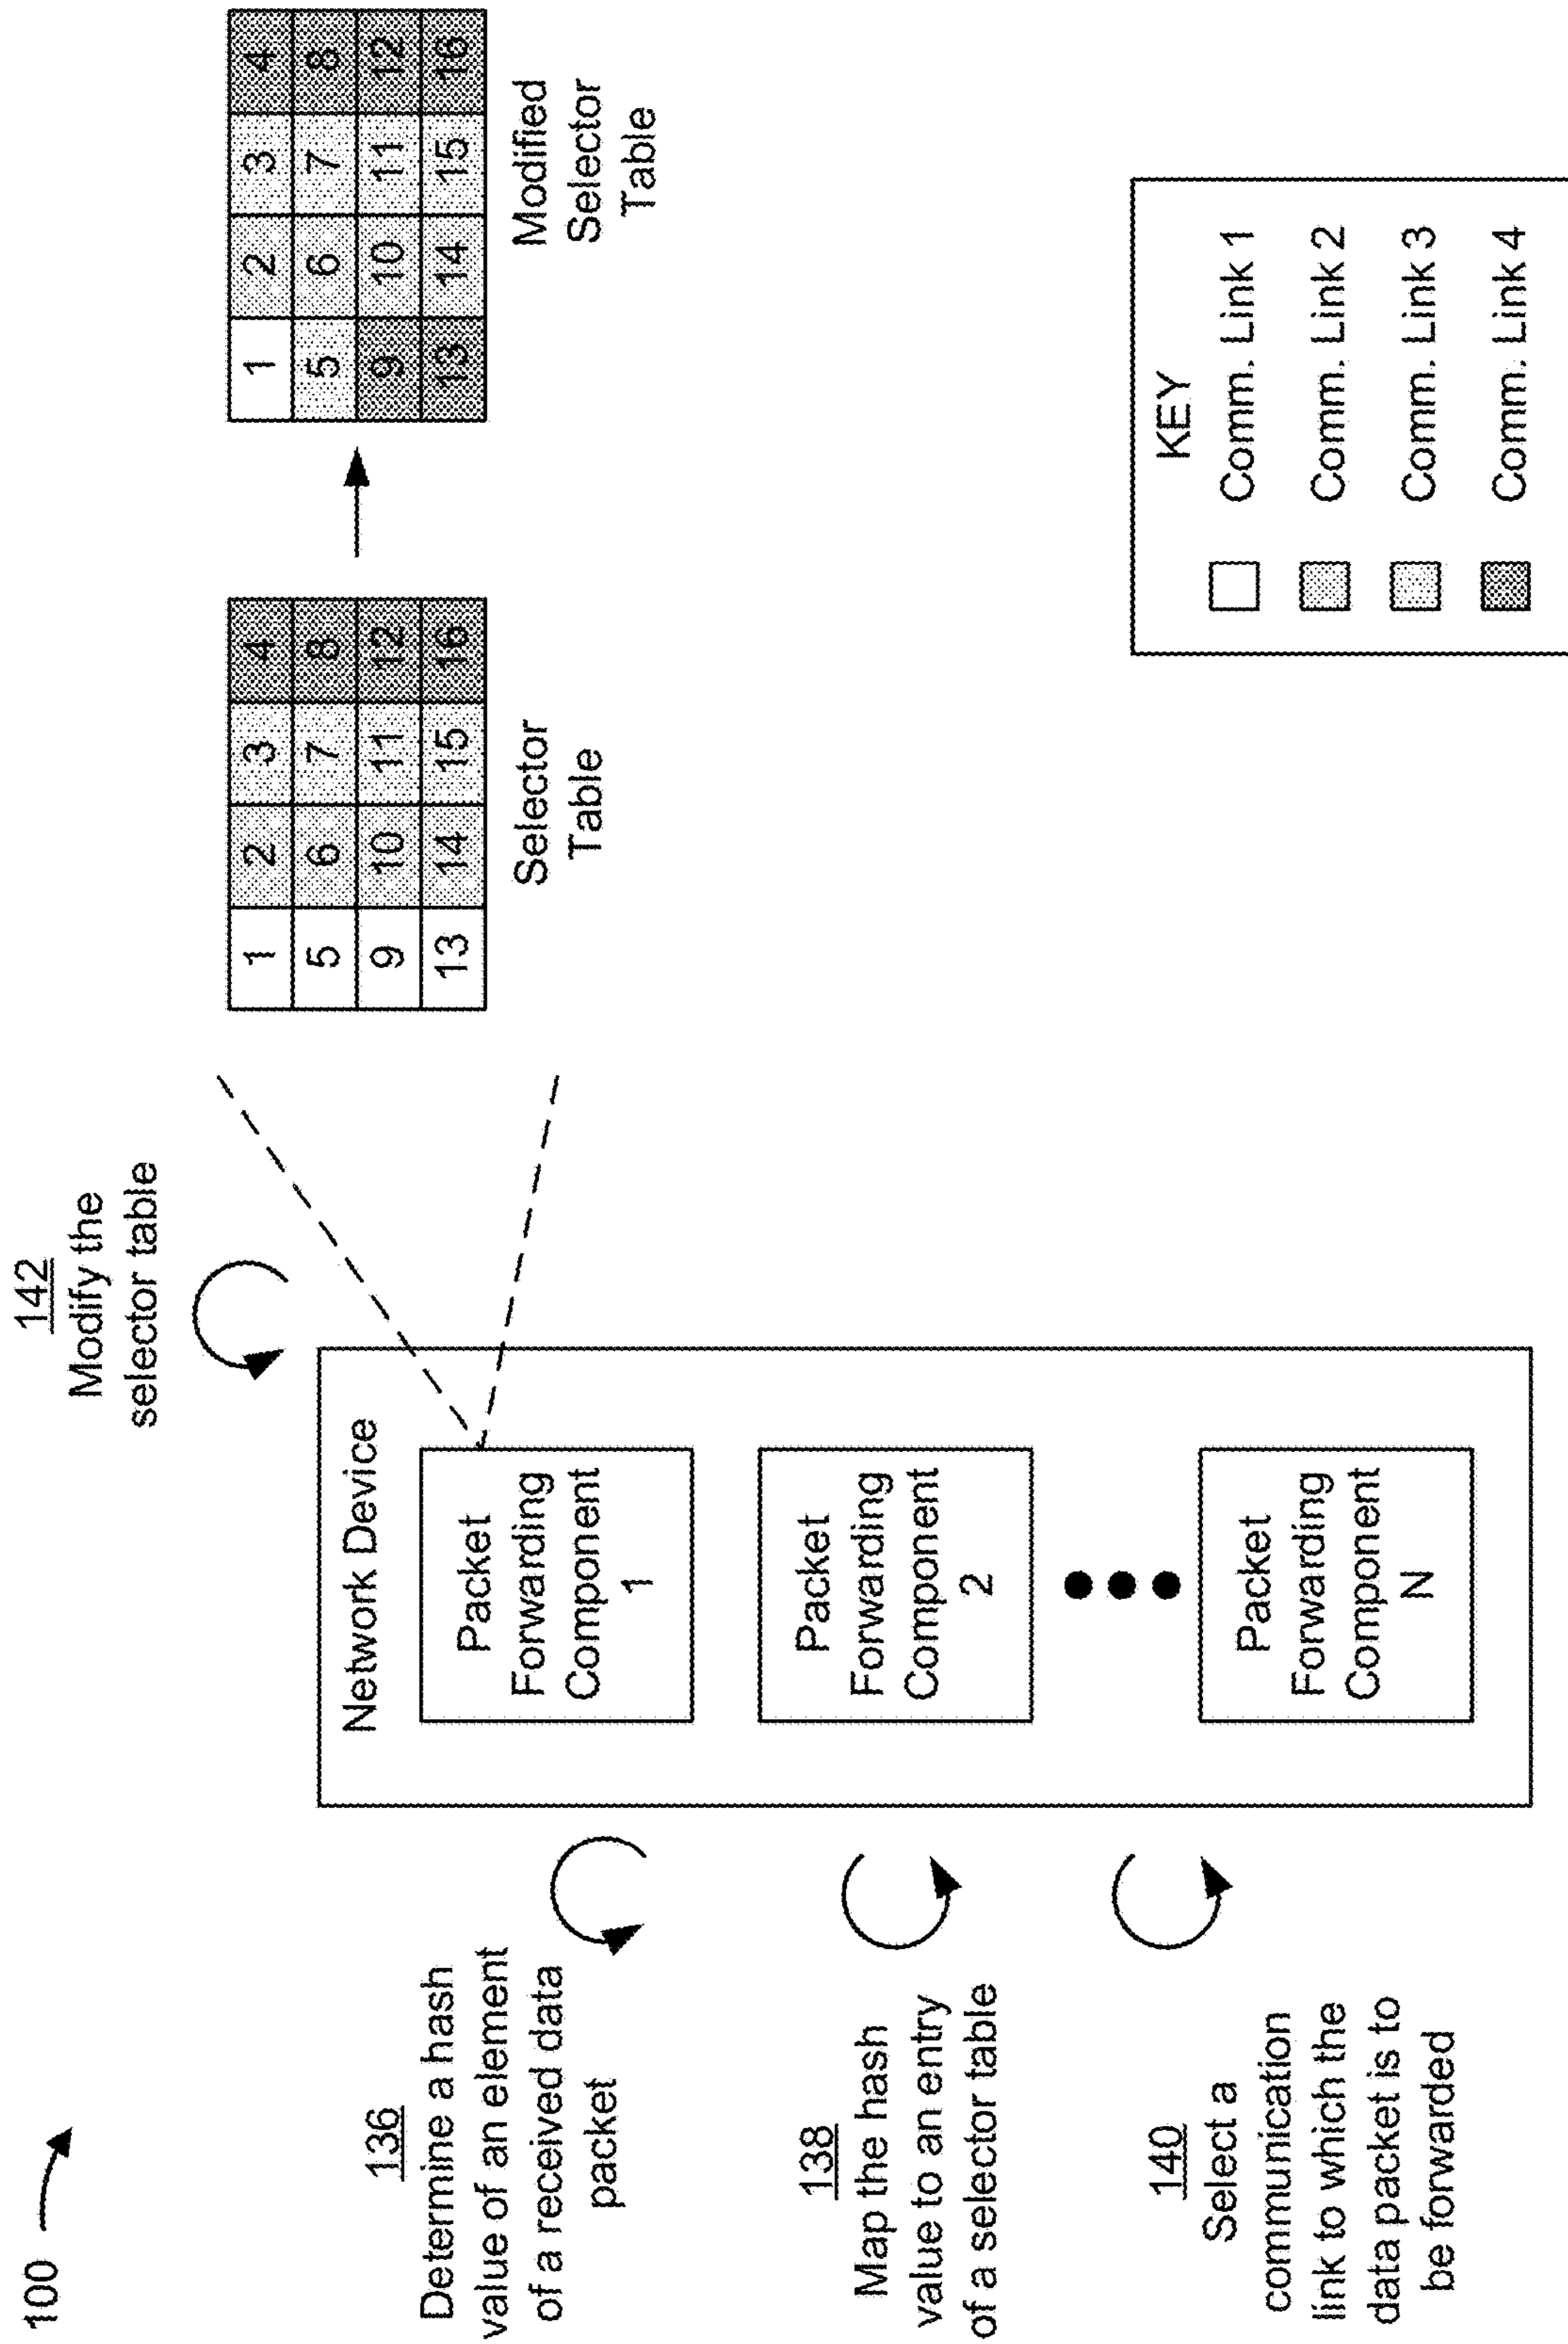 100
136
Determine a hash
value of an element
of a received data
packet
138
Map the hash
value to an entry
of a selector table
140
Select a
communication
link to which the
data packet is to
be forwarded
142
Modify the
selector table
Network Device
Packet
Forwarding
Component
1
Packet
Forwarding
Component
2
Packet
Forwarding
Component
N
1 2 3 4
5 6 7 8
9 10 11 12
13 14 15 16
Selector
Table
1 2 3 4
5 6 7 8
9 10 11 12
13 14 15 16
Modified
Selector
Table
KEY
Comm. Link 1
Comm. Link 2
Comm. Link 3
Comm. Link 4